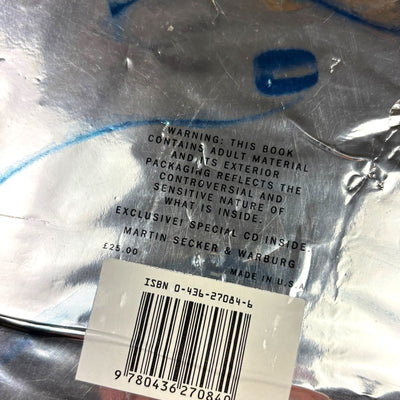 WARNING: THIS BOOK
CONTAINS ADULT MATERIAL
AND ITS EXTERIOR
PACKAGING REFLECTS THE
CONTROVERSIAL AND
SENSITIVE NATURE OF
WHAT IS INSIDE.
EXCLUSIVE! SPECIAL CD INSIDE
MARTIN SECKER & WARBURG
£25.00
MADE IN U.S.A
ISBN 0-436-27084-6
9 780436 270840